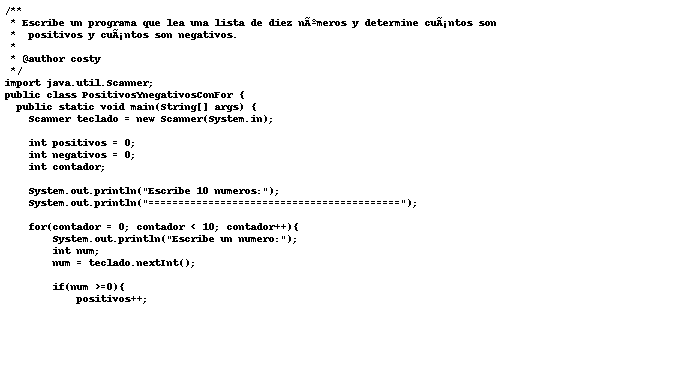 /**
 * Escribe un programa que lea una lista de diez nÃºmeros y determine cuÃ¡ntos son
 *  positivos y cuÃ¡ntos son negativos.
 *
 * @author costy
 */
import java.util.Scanner;
public class PositivosYnegativosConFor {
  public static void main(String[] args) {
    Scanner teclado = new Scanner(System.in);

    int positivos = 0;
    int negativos = 0;
    int contador;

    System.out.println("Escribe 10 numeros:");
    System.out.println("==========================================");

    for(contador = 0; contador < 10; contador++){
        System.out.println("Escribe un numero:");
        int num;
        num = teclado.nextInt();

        if(num >=0){
            positivos++;